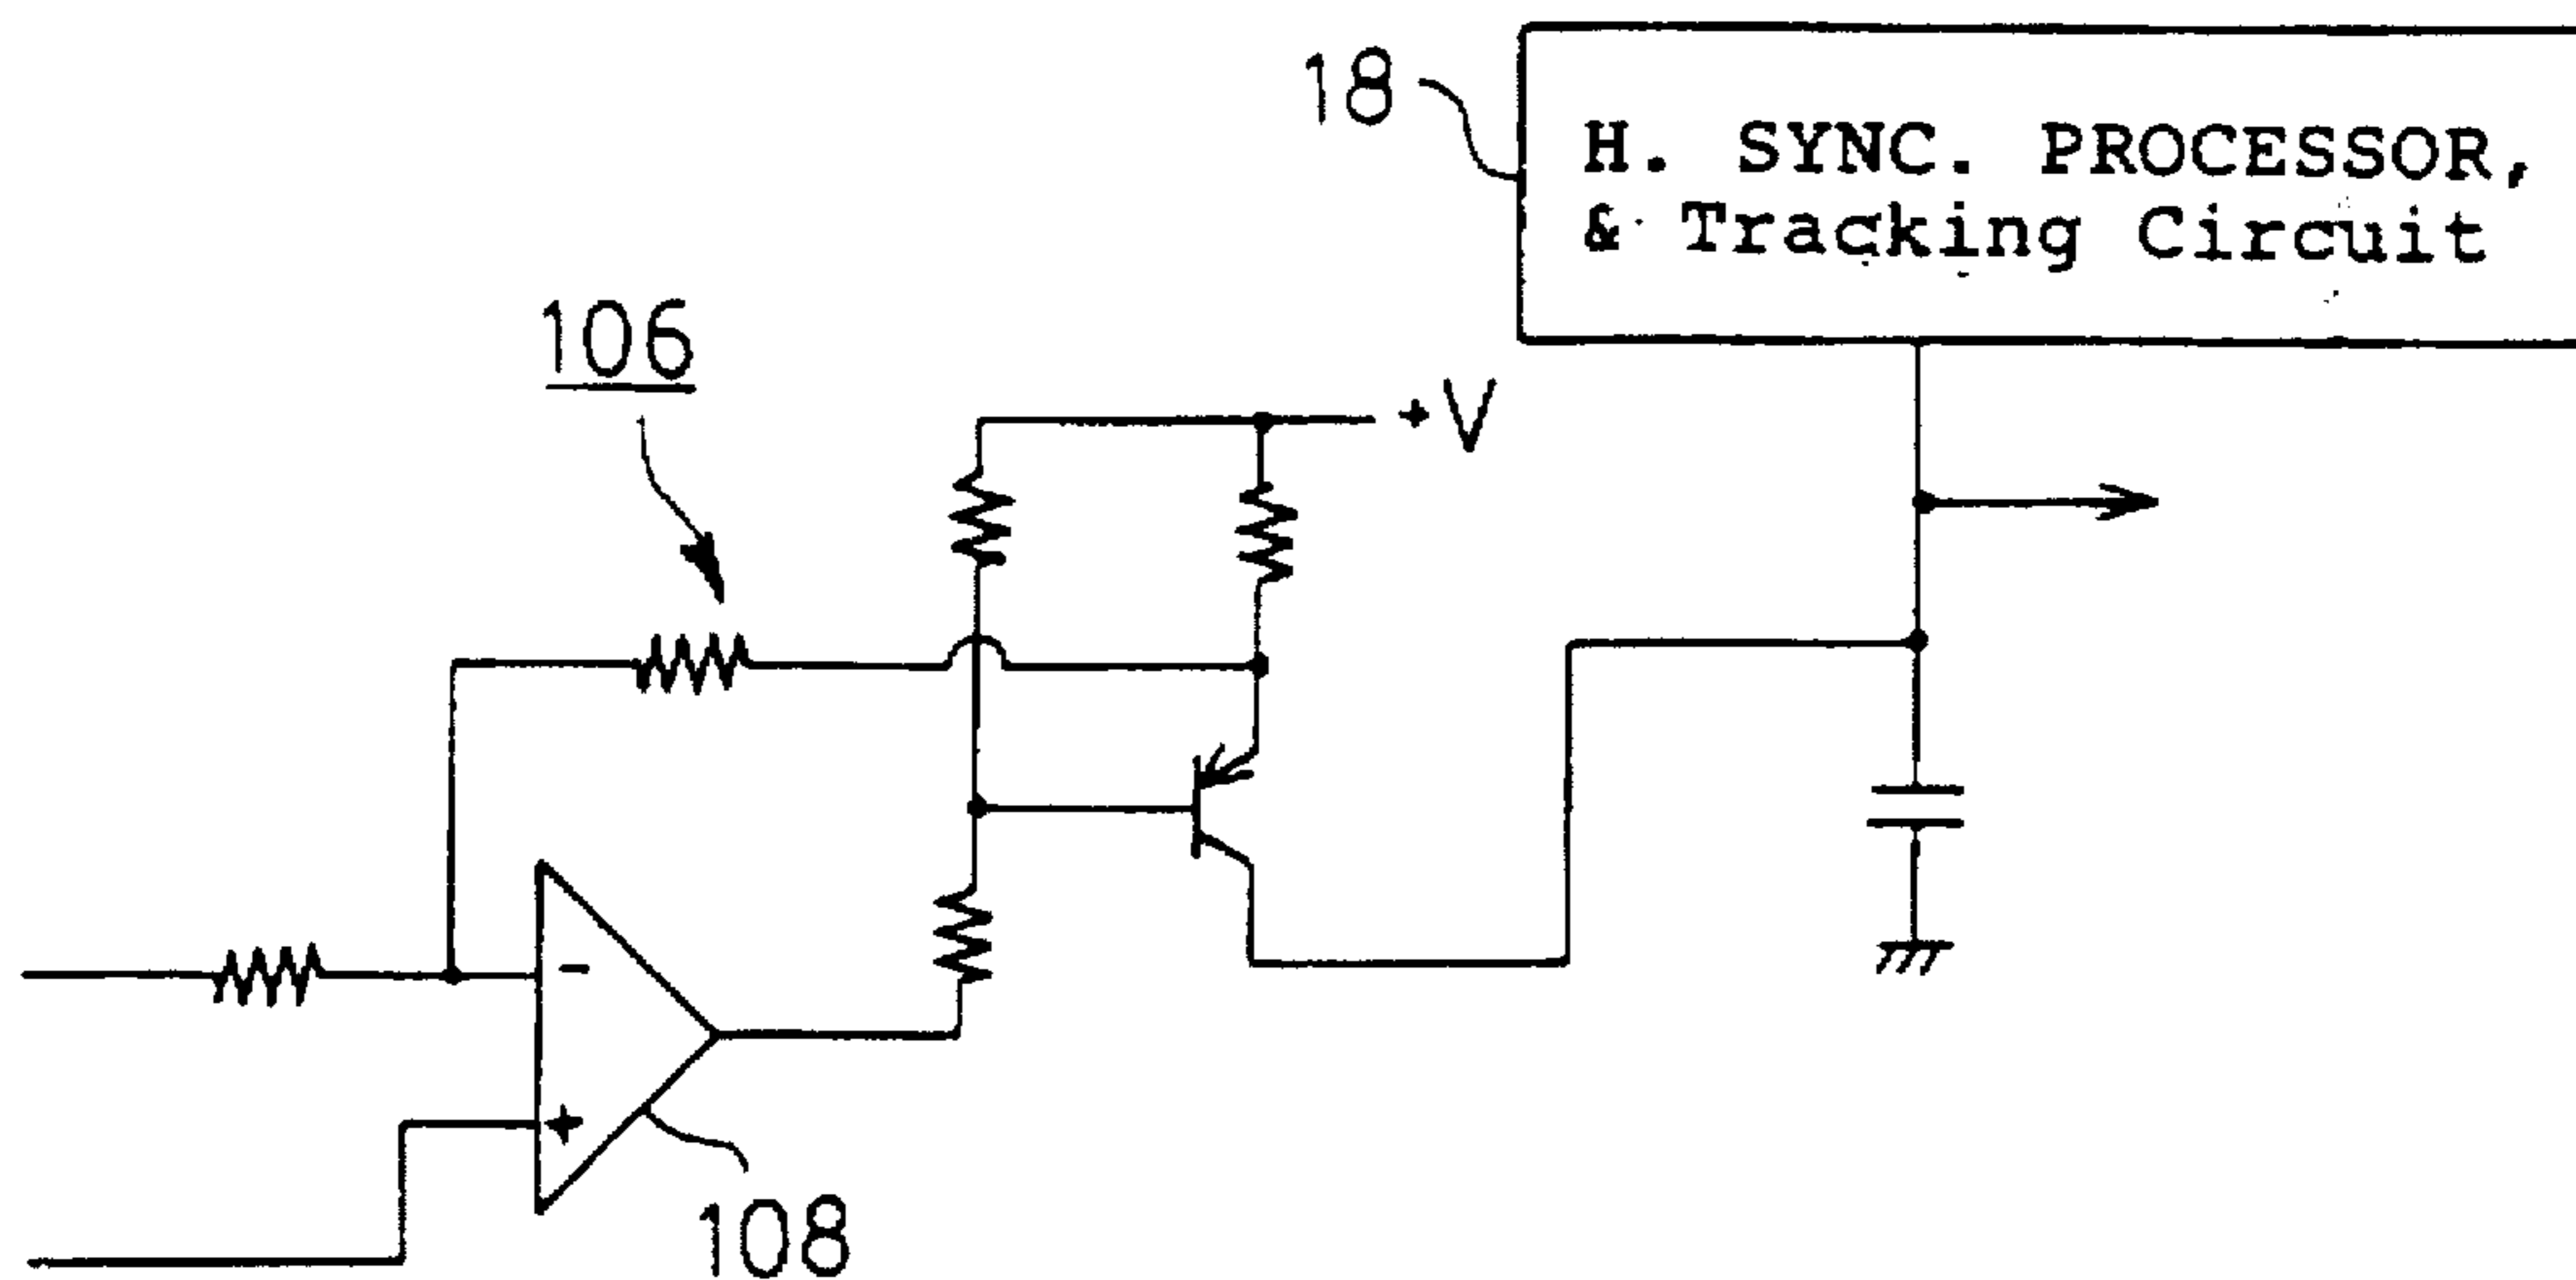 18
H. SYNC. PROCESSOR,
& Tracking Circuit
106
+V
-
+
108